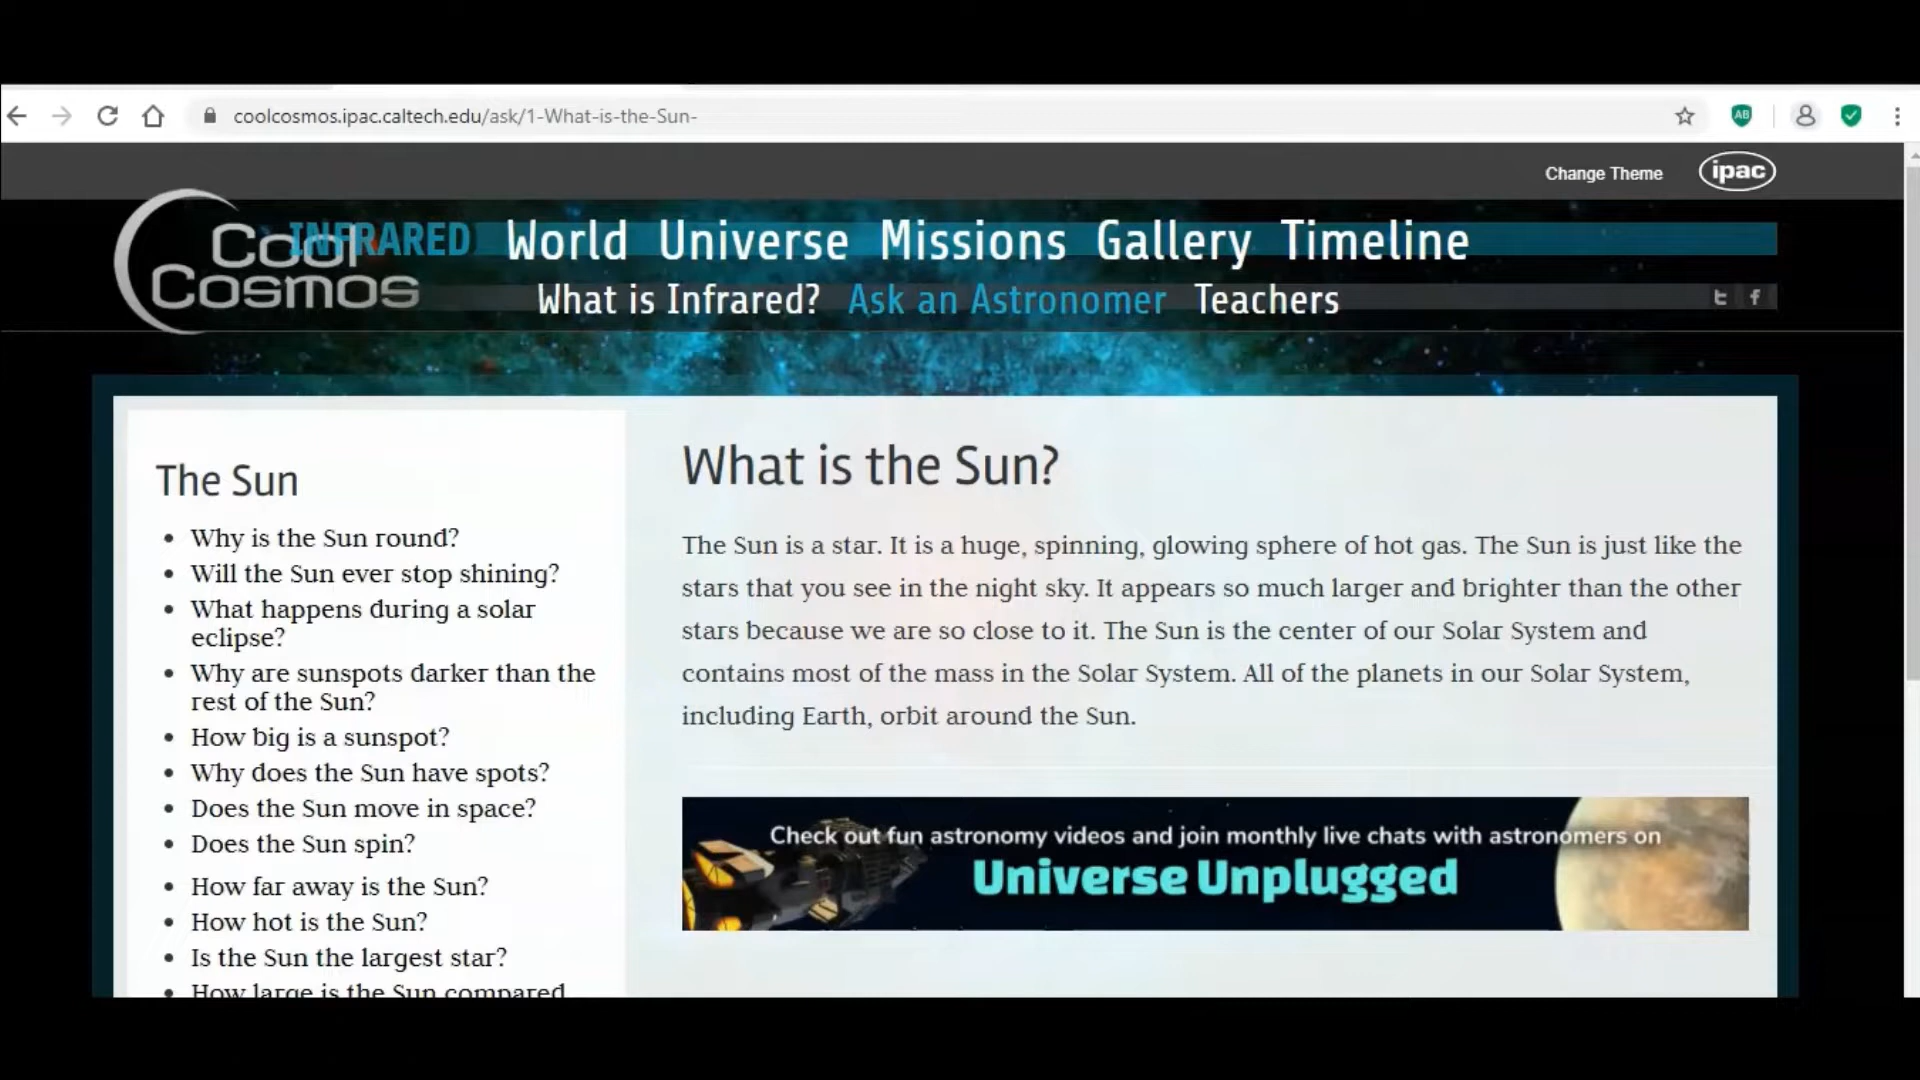 coolcosmos.ipac.caltech.edu/ask/1-What-is-the-Sun-
AB
Change Theme
ipac
Cool
Cosmos
INFRARED
World Universe Missions Gallery Timeline
What is Infrared? Ask an Astronomer Teachers
The Sun
Why is the Sun round?
Will the Sun ever stop shining?
What happens during a solar
eclipse?
Why are sunspots darker than the
rest of the Sun?
How big is a sunspot?
Why does the Sun have spots?
Does the Sun move in space?
Does the Sun spin?
How far away is the Sun?
How hot is the Sun?
Is the Sun the largest star?
How large is the Sun compared
What is the Sun?
The Sun is a star. It is a huge, spinning, glowing sphere of hot gas. The Sun is just like the
stars that you see in the night sky. It appears so much larger and brighter than the other
stars because we are so close to it. The Sun is the center of our Solar System and
contains most of the mass in the Solar System. All of the planets in our Solar System,
including Earth, orbit around the Sun.
Check out fun astronomy videos and join monthly live chats with astronomers on
Universe Unplugged